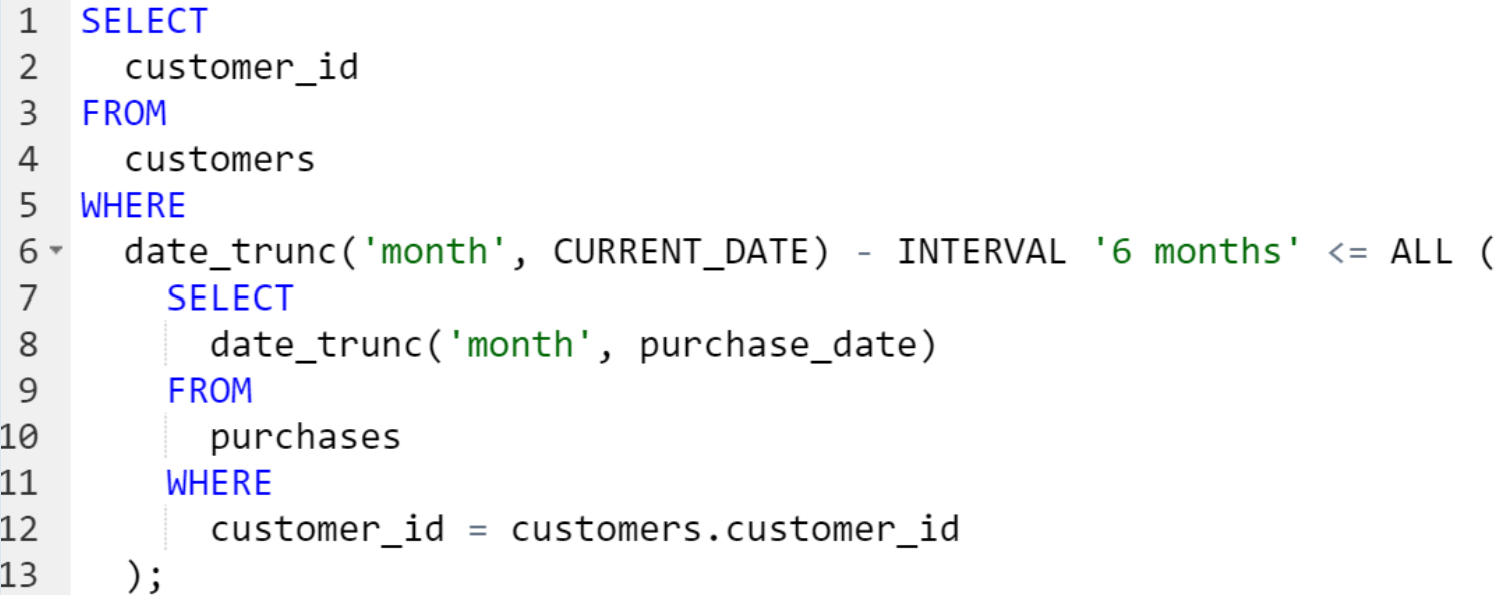 1 SELECT
2 customer_id
3 FROM
4 customers
5 WHERE
6 date_trunc('month', CURRENT_DATE) - INTERVAL '6 months' <= ALL (
7 SELECT
8 date_trunc('month', purchase_date)
9 FROM
10 purchases
11 WHERE
12 customer_id = customers.customer_id
13 );